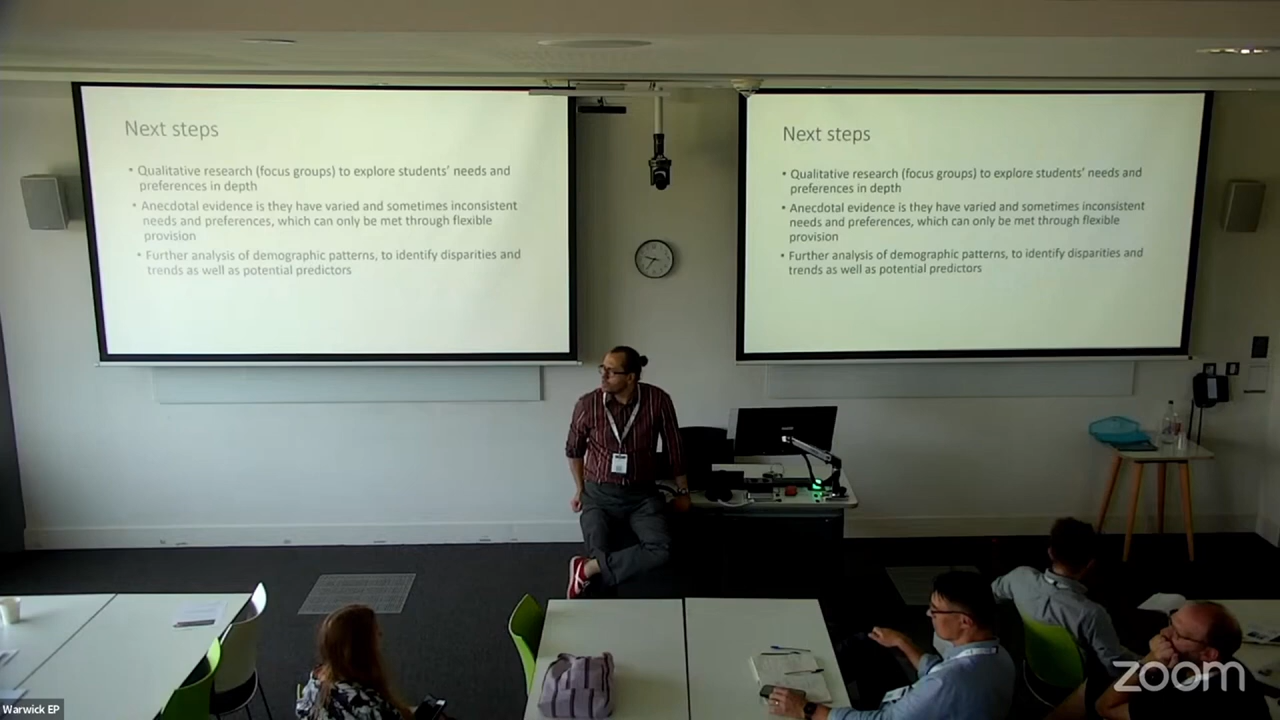 Next steps
• Qualitative research (focus groups) to explore students' needs and
preferences in depth
• Anecdotal evidence is they have varied and sometimes inconsistent
needs and preferences, which can only be met through flexible
provision
• Further analysis of demographic patterns, to identify disparities and
trends as well as potential predictors
Next steps
• Qualitative research (focus groups) to explore students' needs and
preferences in depth
• Anecdotal evidence is they have varied and sometimes inconsistent
needs and preferences, which can only be met through flexible
provision
• Further analysis of demographic patterns, to identify disparities and
trends as well as potential predictors
zoom
Warwick EP